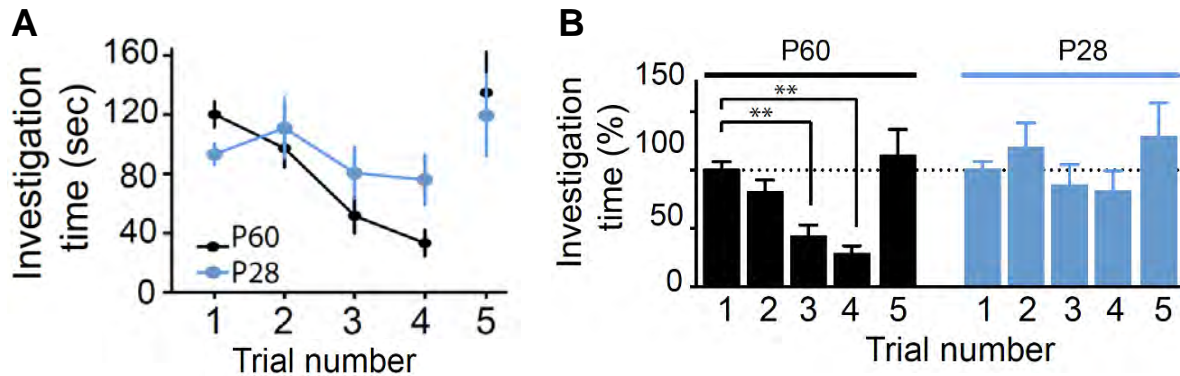 A
Investigation
time (sec)
160
120
80
40
0
P60
P28
1 2 3 4 5
Trial number
B
P60 P28
Investigation
time (%)
150
100
50
0
**
**
1 2 3 4 5 1 2 3 4 5
Trial number